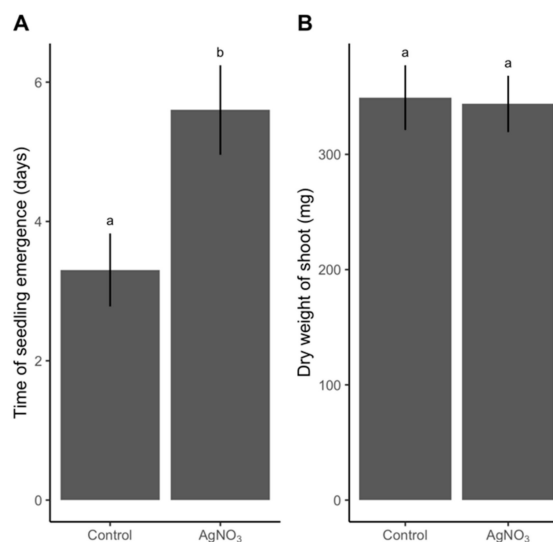 A
Time of seedling emergence (days)
6
4
2
0
a
b
Control
AgNO₃
B
Dry weight of shoot (mg)
300
200
100
0
a
a
Control
AgNO₃